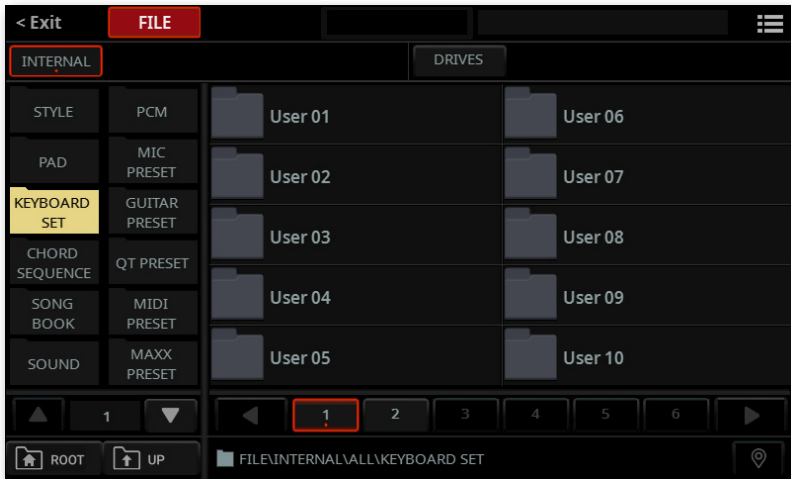 < Exit
FILE
INTERNAL
DRIVES
STYLE
PCM
PAD
MIC
PRESET
KEYBOARD
SET
GUITAR
PRESET
CHORD
SEQUENCE
QT PRESET
SONG
BOOK
MIDI
PRESET
SOUND
MAXX
PRESET
User 01
User 06
User 02
User 07
User 03
User 08
User 04
User 09
User 05
User 10
1
1
2
3
4
5
6
ROOT
UP
FILE\INTERNAL\ALL\KEYBOARD SET